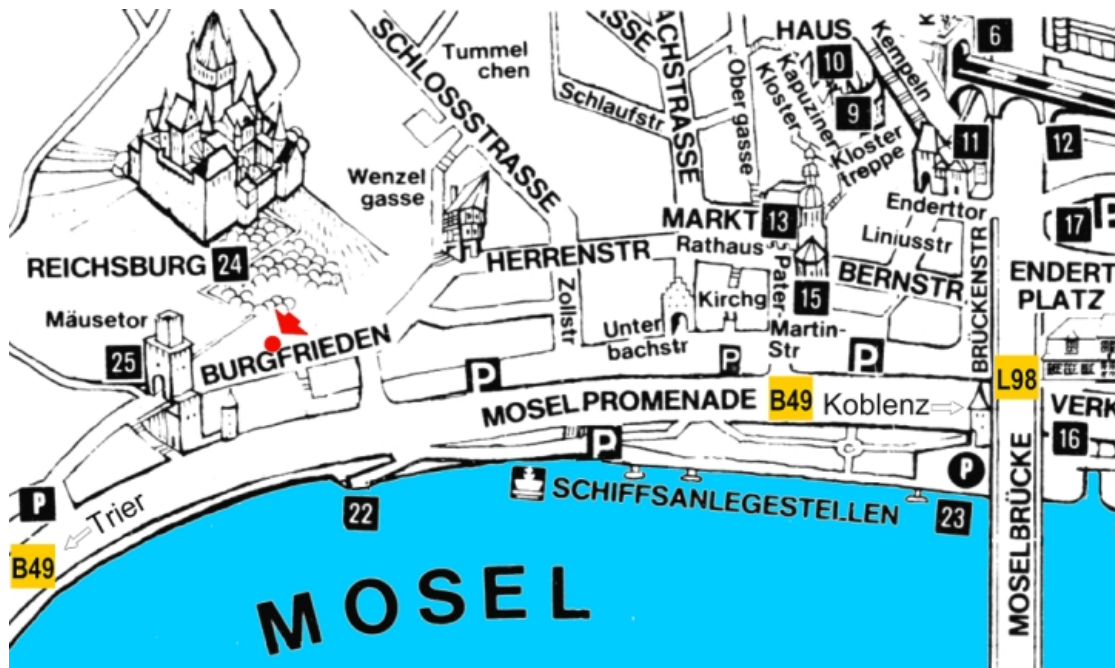 SCHLOSSSTRASSE
Tummel
chen
SSE
ACHSTRASSE
Schlaufstr
Obergasse
Kloster
Kapuziner
HAUS
10
9
Kempeln
K
6
11
12
Kloster
treppe
Enderttor
17
P
Wenzel
gasse
MARKT
13
Rathaus
Liniusstr
BERNSTR
ENDERT
PLATZ
REICHSBURG
24
HERRENSTR
Zollstr
Kirchg
15
Pater-
Martin-
Str
BRÜCKENSTR
Mäusetor
25
BURGFRIEDEN
Unter
bachstr
P
P
P
L98
MOSELPROMENADE
B49
Koblenz
VERK
16
P
P
MOSELBRÜCKE
P
Trier
B49
22
SCHIFFSANLEGESTELLEN
23
MOSEL